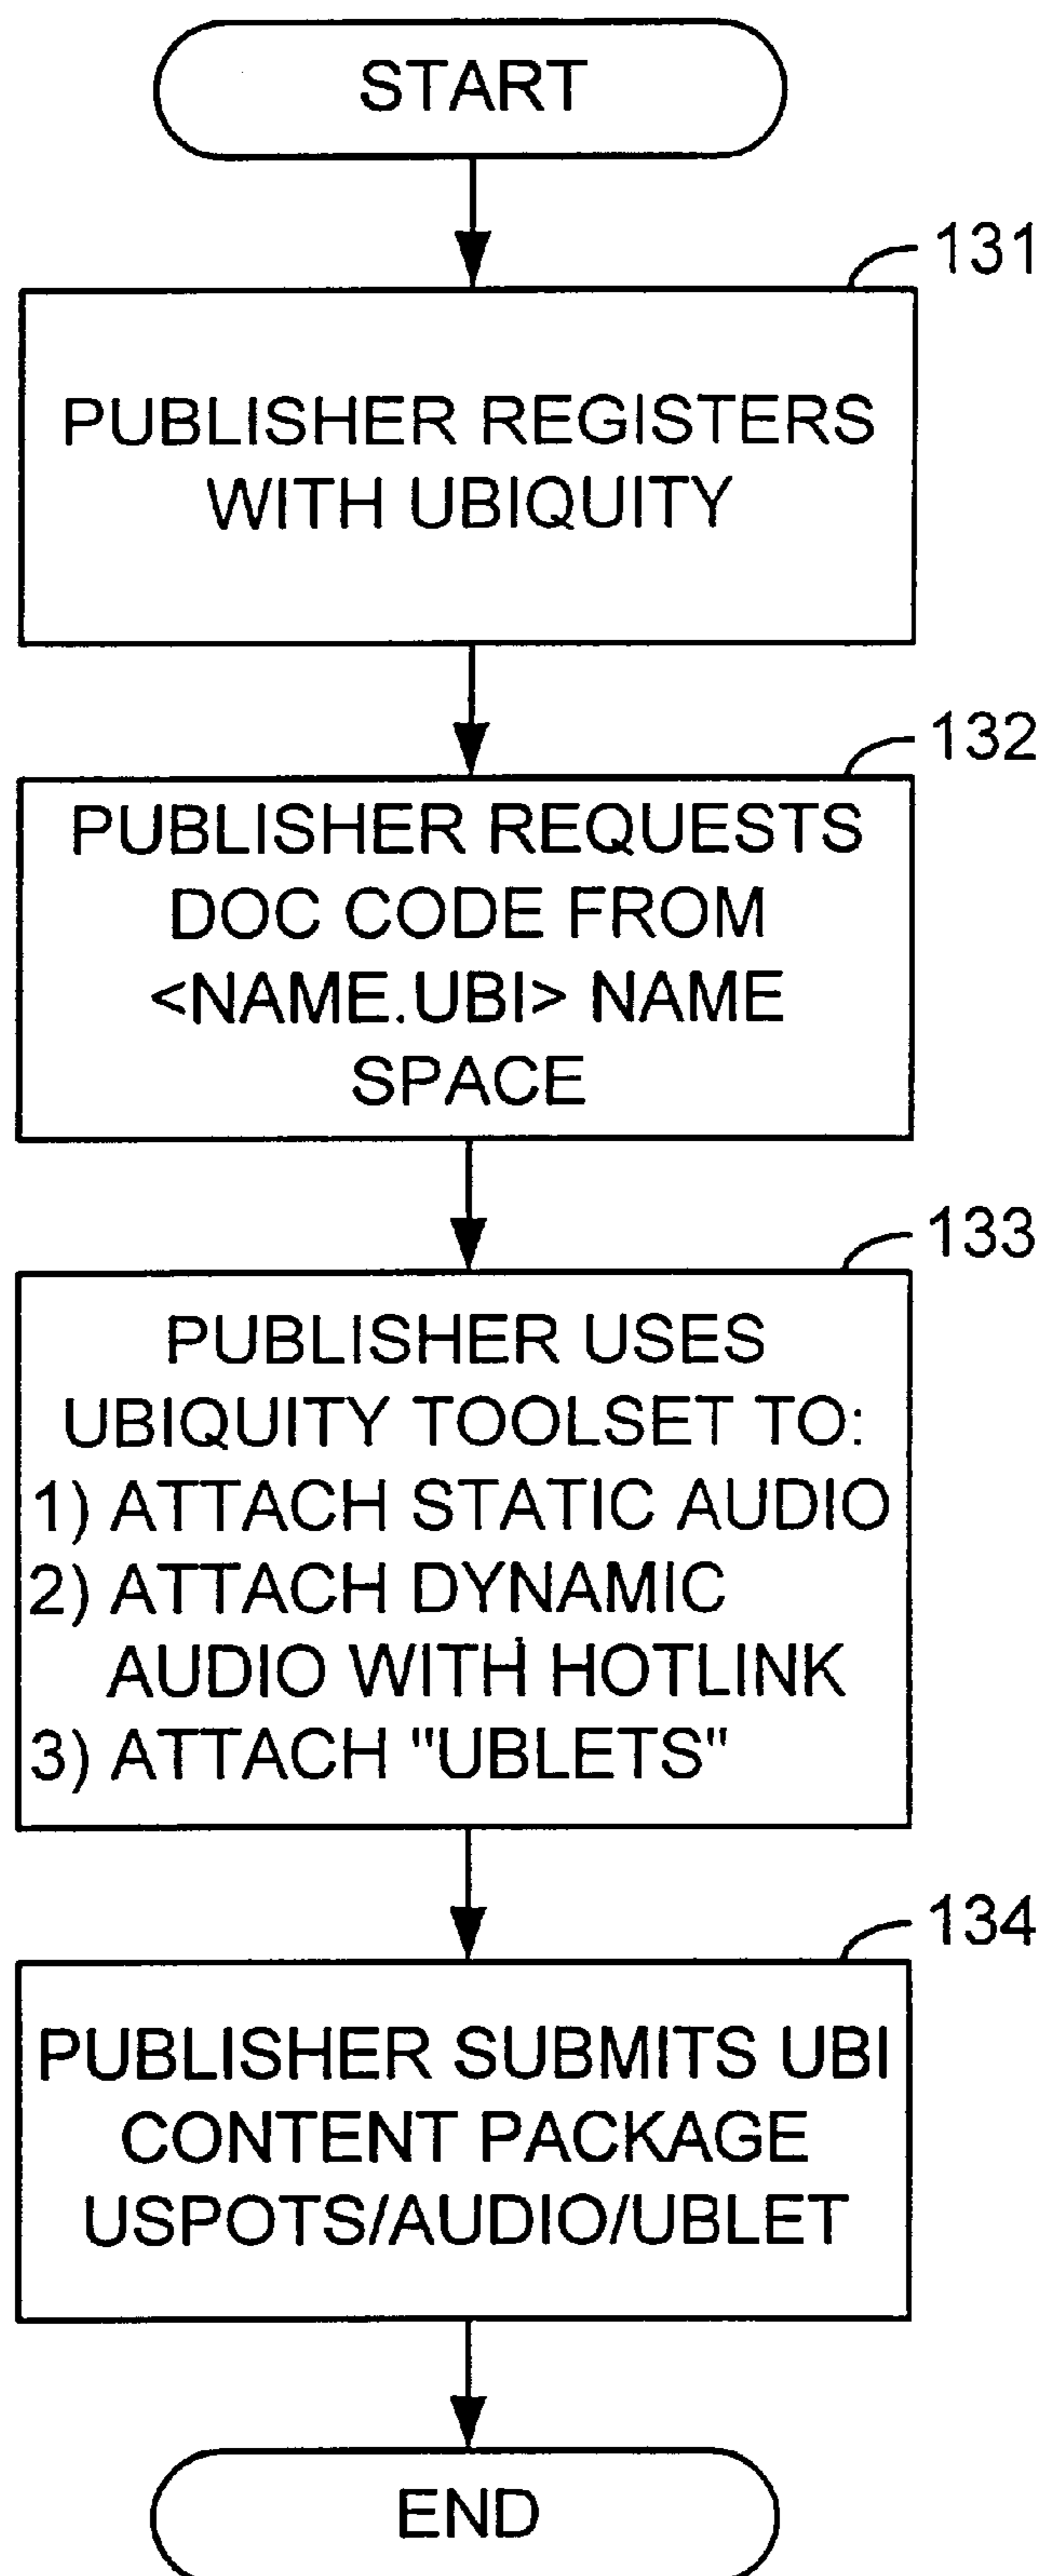 START
131
PUBLISHER REGISTERS
WITH UBIQUITY
132
PUBLISHER REQUESTS
DOC CODE FROM
<NAME.UBI> NAME
SPACE
133
PUBLISHER USES
UBIQUITY TOOLSET TO:
1) ATTACH STATIC AUDIO
2) ATTACH DYNAMIC
AUDIO WITH HOTLINK
3) ATTACH "UBLETS"
134
PUBLISHER SUBMITS UBI
CONTENT PACKAGE
USPOTS/AUDIO/UBLET
END